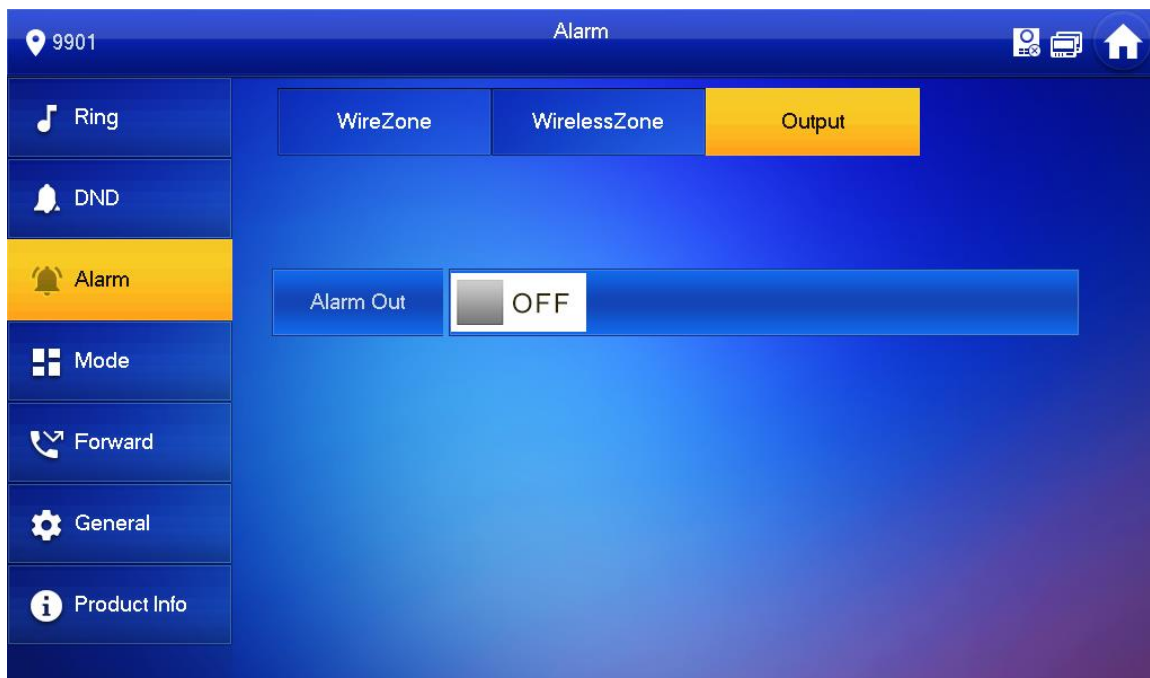 9901
Alarm
Ring
WireZone
WirelessZone
Output
DND
Alarm
Alarm Out
OFF
Mode
Forward
General
Product Info